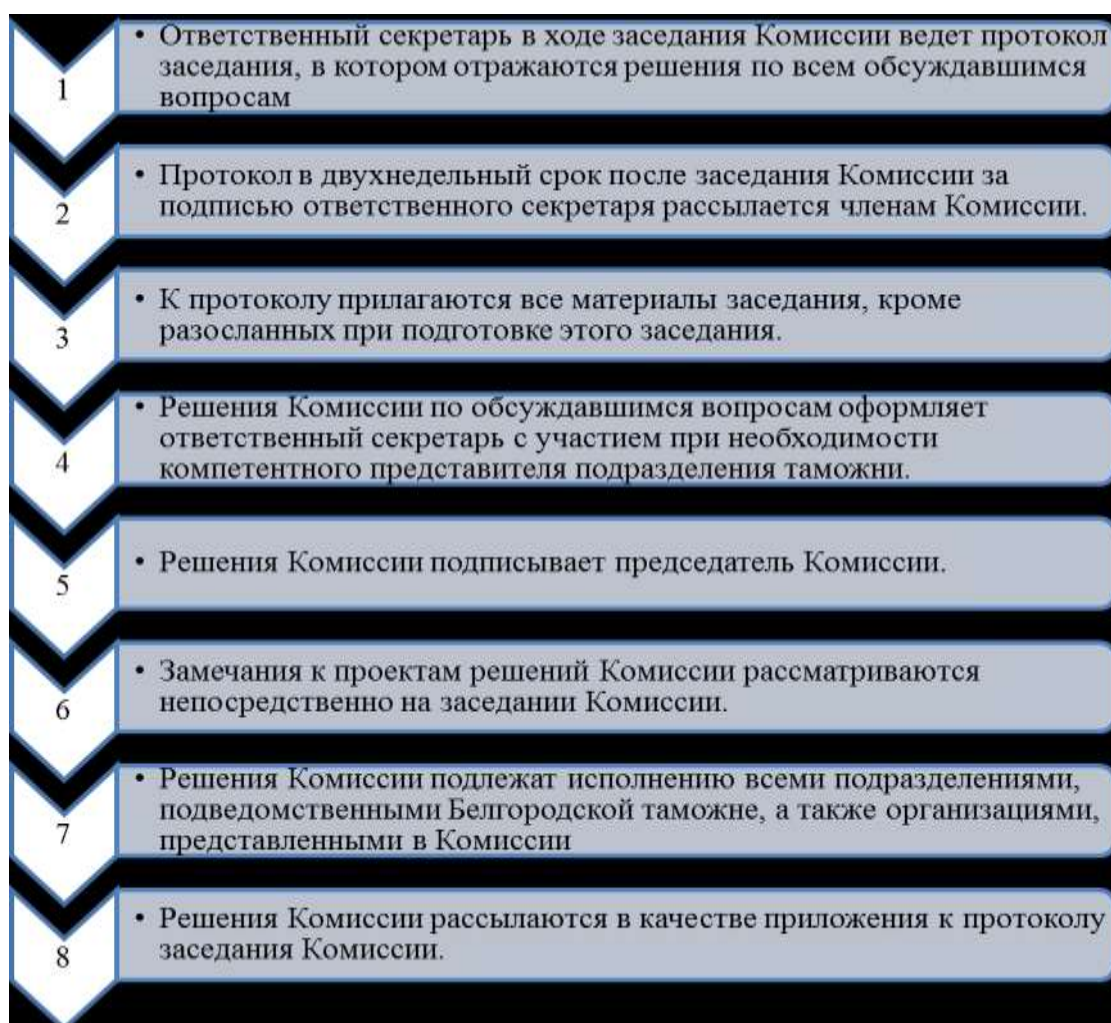 1
• Ответственный секретарь в ходе заседания Комиссии ведет протокол
заседания, в котором отражаются решения по всем обсуждавшимся
вопросам
2
• Протокол в двухнедельный срок после заседания Комиссии за
подписью ответственного секретаря рассылается членам Комиссии.
3
• К протоколу прилагаются все материалы заседания, кроме
разосланных при подготовке этого заседания.
4
• Решения Комиссии по обсуждавшимся вопросам оформляет
ответственный секретарь с участием при необходимости
компетентного представителя подразделения таможни.
5
• Решения Комиссии подписывает председатель Комиссии.
6
• Замечания к проектам решений Комиссии рассматриваются
непосредственно на заседании Комиссии.
7
• Решения Комиссии подлежат исполнению всеми подразделениями,
подведомственными Белгородской таможне, а также организациями,
представленными в Комиссии
8
• Решения Комиссии рассылаются в качестве приложения к протоколу
заседания Комиссии.